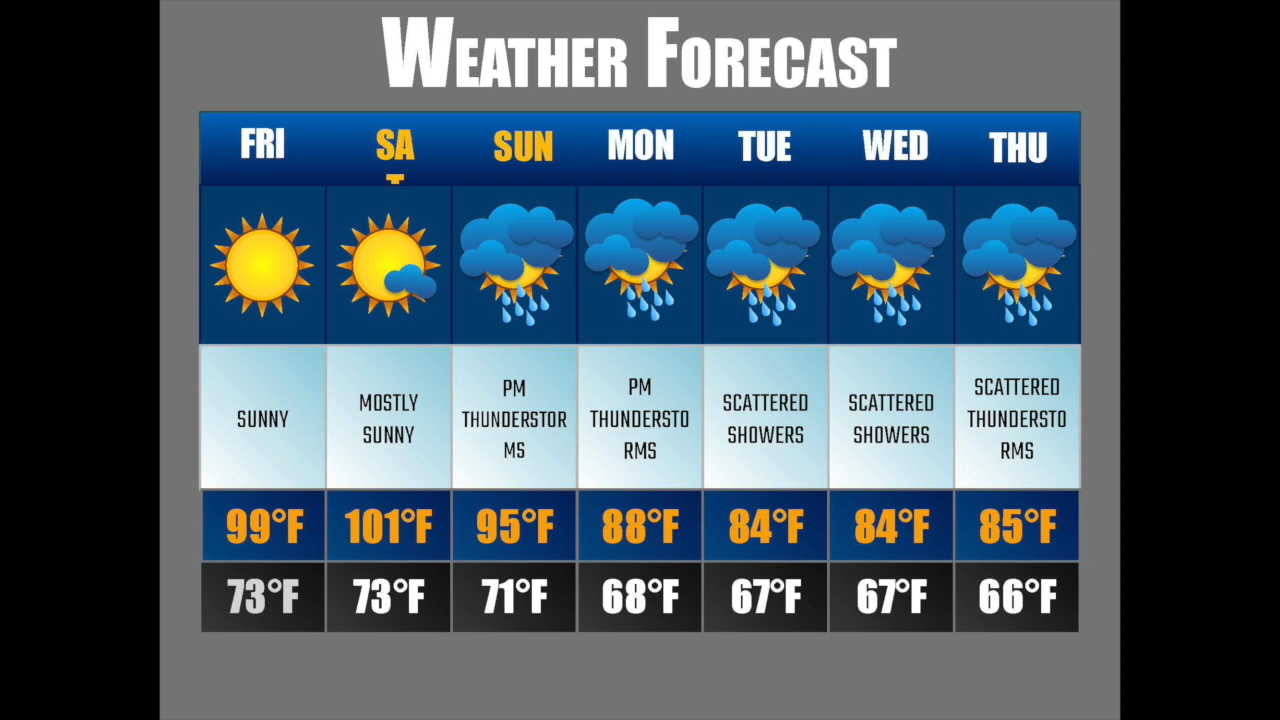 WEATHER FORECAST
FRI SA SUN MON TUE WED THU
T
SUNNY
MOSTLY
SUNNY
PM
THUNDERSTOR
MS
PM
THUNDERSTO
RMS
SCATTERED
SHOWERS
SCATTERED
SHOWERS
SCATTERED
THUNDERSTO
RMS
99°F 101°F 95°F 88°F 84°F 84°F 85°F
73°F 73°F 71°F 68°F 67°F 67°F 66°F